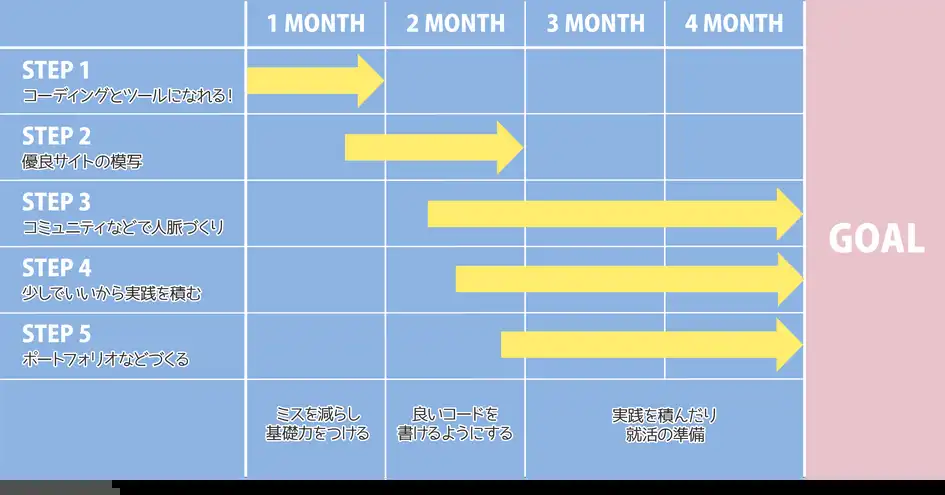 1 MONTH 2 MONTH 3 MONTH 4 MONTH
STEP 1
コーディングとツールになれる!
STEP 2
優良サイトの模写
STEP 3
コミュニティなどで人脈づくり
STEP 4
少しでいいから実践を積む
STEP 5
ポートフォリオなどづくる
GOAL
ミスを減らし
基礎力をつける
良いコードを
書けるようにする
実践を積んだり
就活の準備